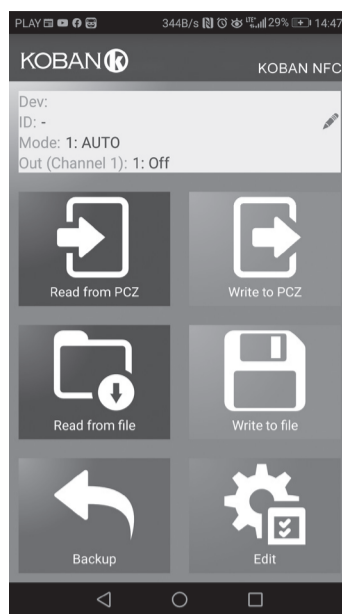 PLAY 344B/s LTE 29% 14:47
KOBAN K
KOBAN NFC
Dev:
ID: -
Mode: 1: AUTO
Out (Channel 1): 1: Off
Read from PCZ
Write to PCZ
Read from file
Write to file
Backup
Edit